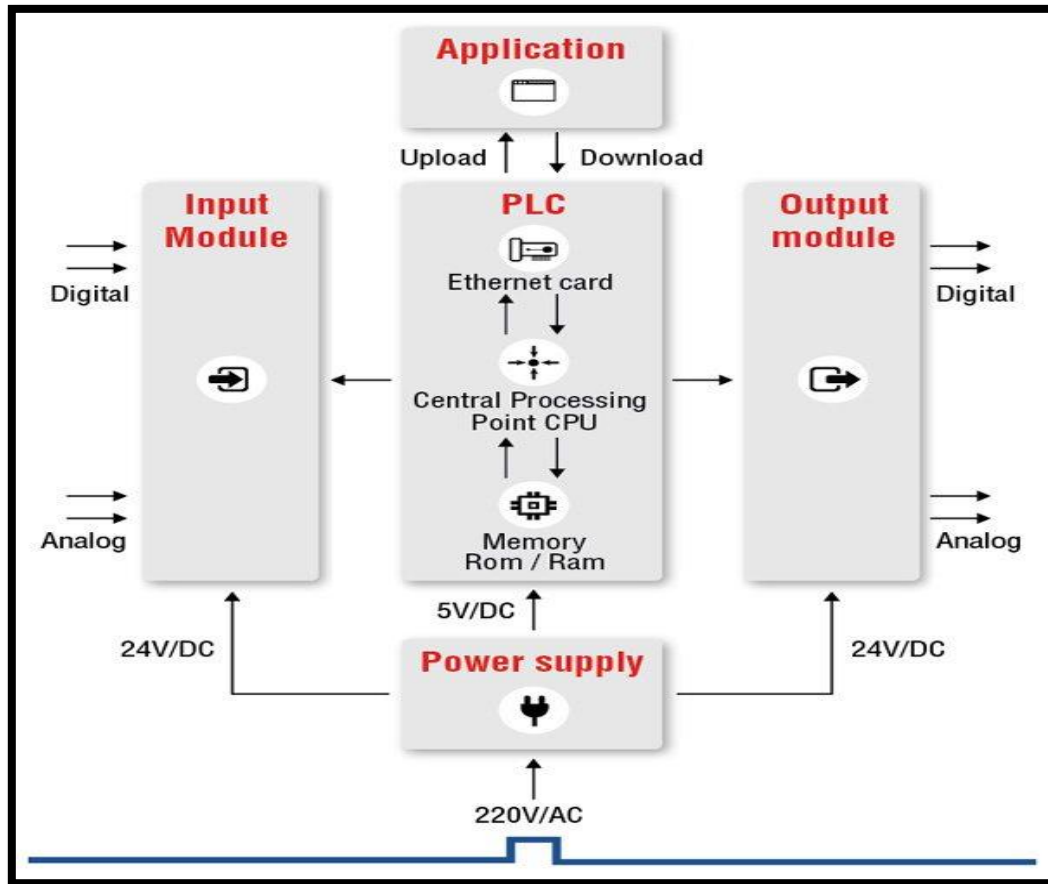 Application
Upload
Download
Input
Module
PLC
Output
module
Ethernet card
Digital
Digital
Central Processing
Point CPU
Analog
Memory
Rom / Ram
Analog
5V/DC
24V/DC
24V/DC
Power supply
220V/AC